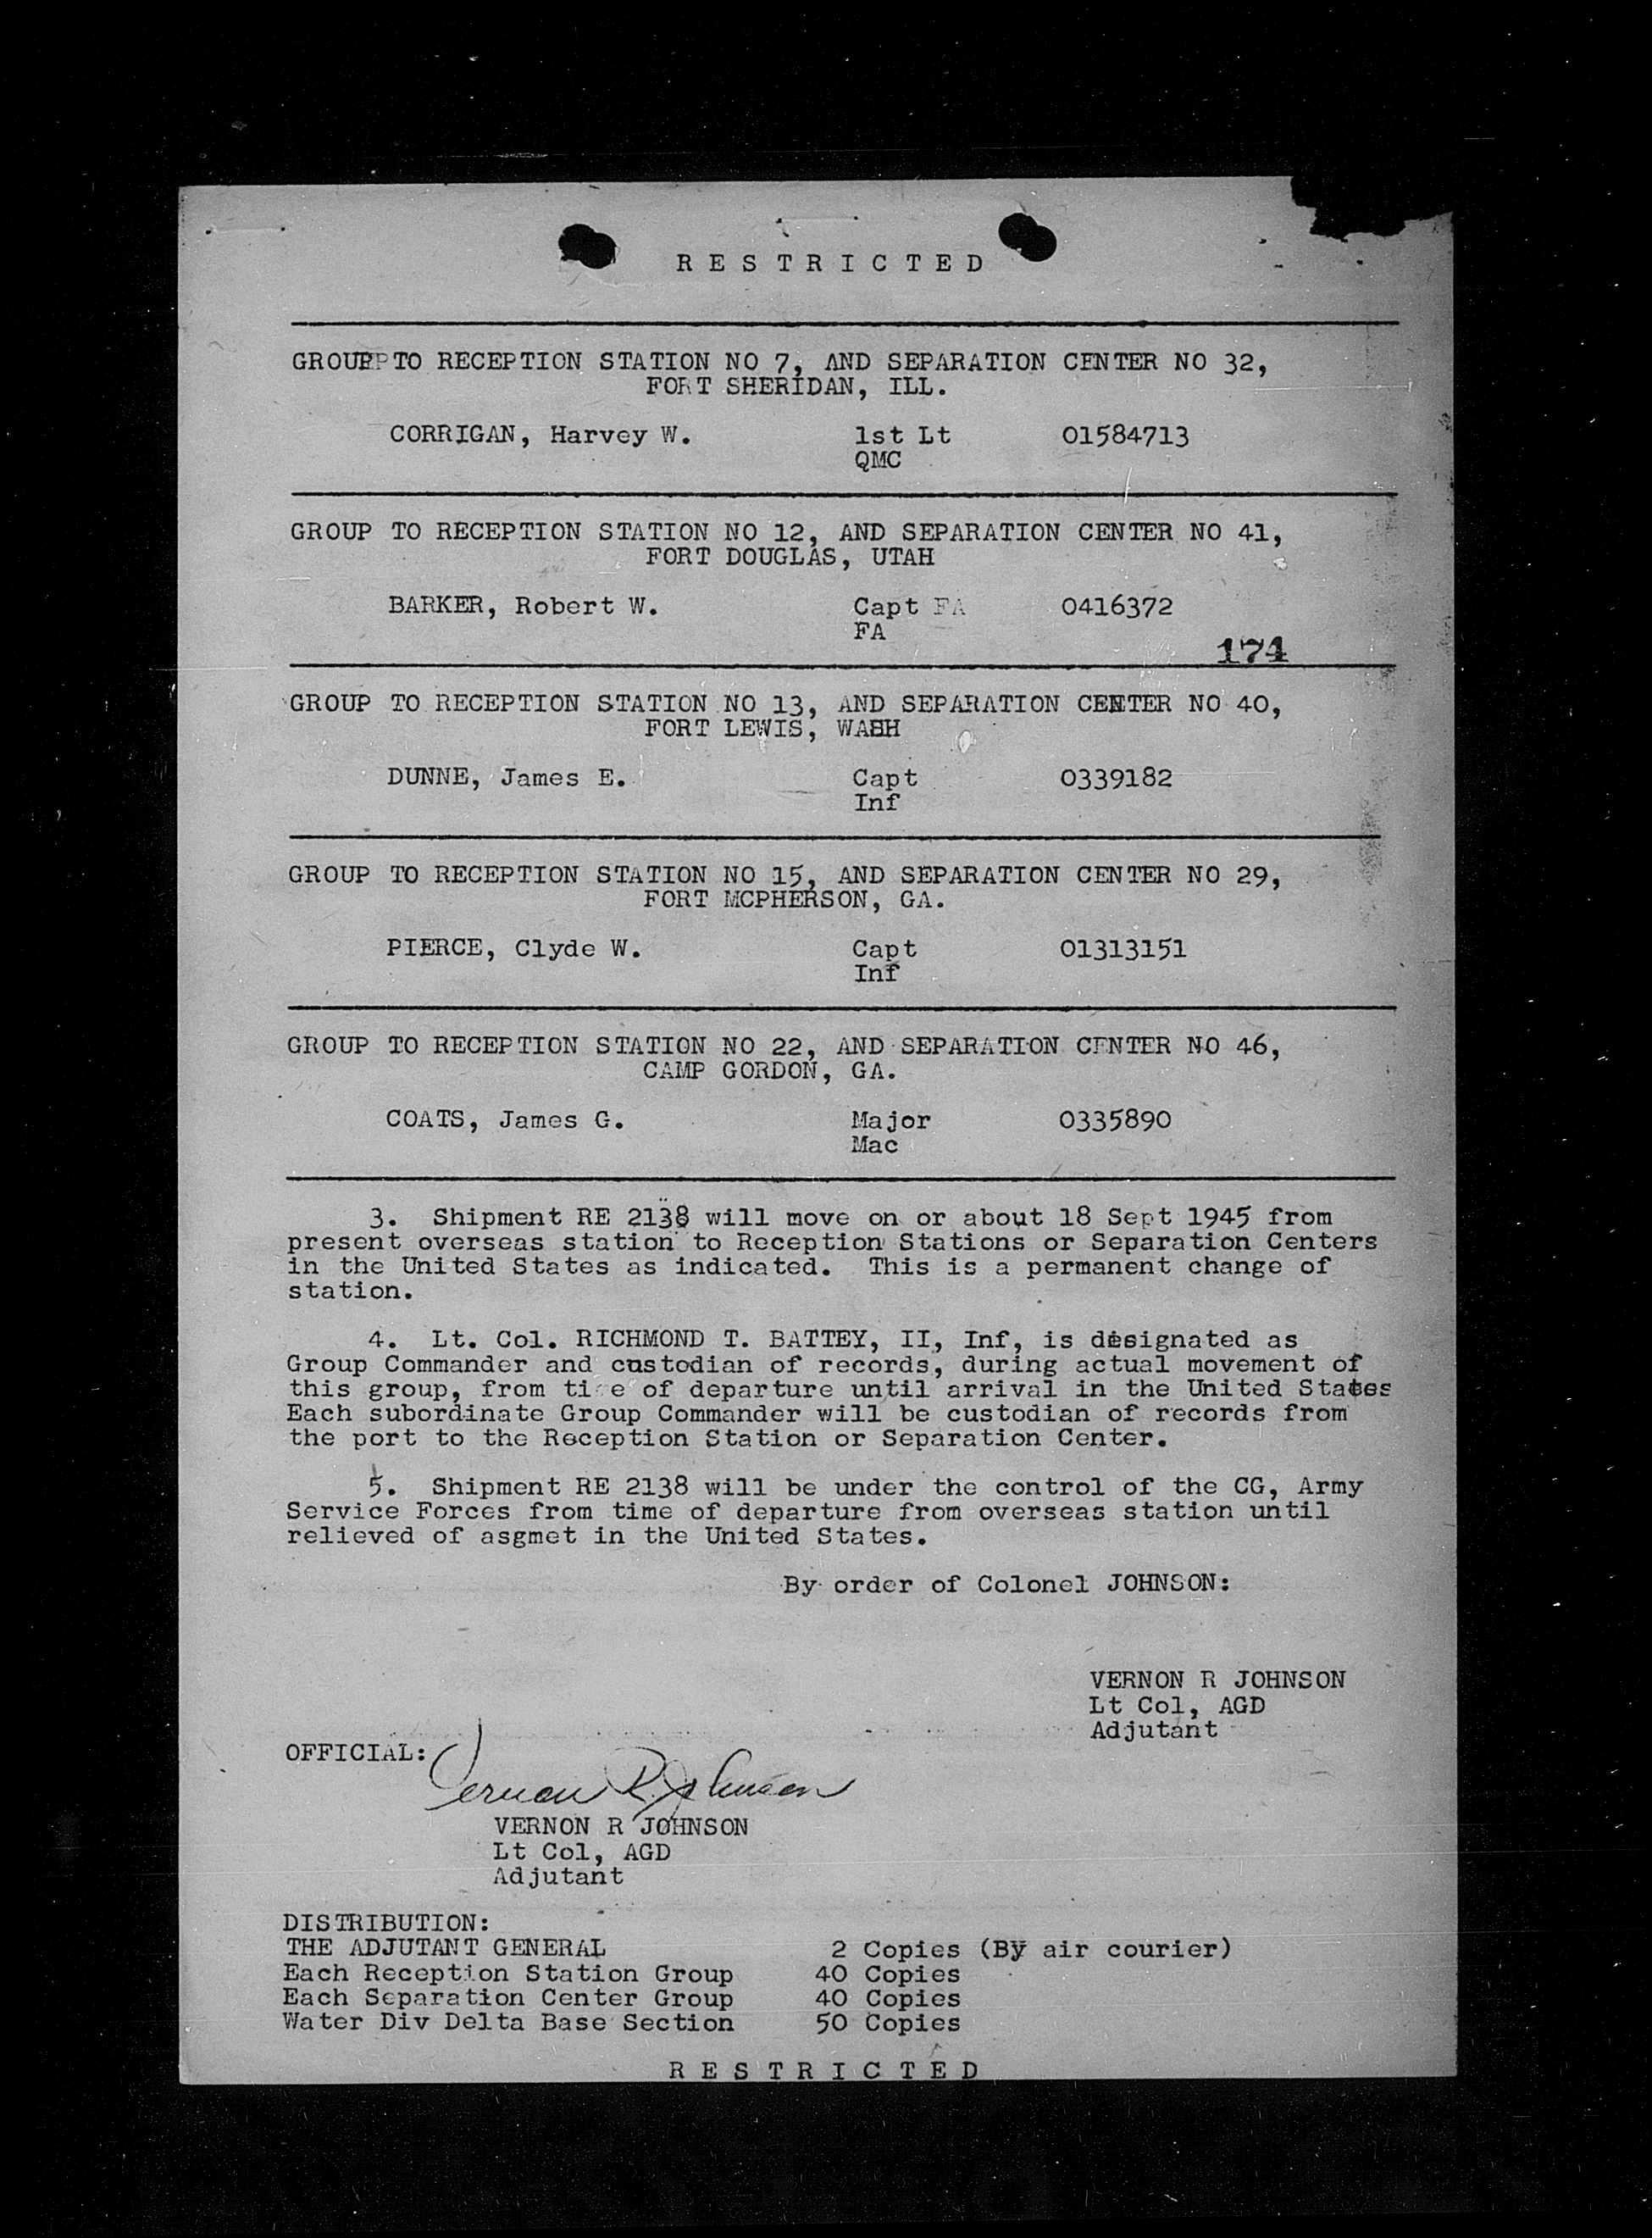 R E S T R I C T E D
GROUP TO RECEPTION STATION NO 7, AND SEPARATION CENTER NO 32,
FORT SHERIDAN, ILL.
CORRIGAN, Harvey W. 1st Lt 01584713
QMC
GROUP TO RECEPTION STATION NO 12, AND SEPARATION CENTER NO 41,
FORT DOUGLAS, UTAH
BARKER, Robert W. Capt FA 0416372
FA
174
GROUP TO RECEPTION STATION NO 13, AND SEPARATION CENTER NO 40,
FORT LEWIS, WASH
DUNNE, James E. Capt 0339182
Inf
GROUP TO RECEPTION STATION NO 15, AND SEPARATION CENTER NO 29,
FORT MCPHERSON, GA.
PIERCE, Clyde W. Capt 01313151
Inf
GROUP TO RECEPTION STATION NO 22, AND SEPARATION CENTER NO 46,
CAMP GORDON, GA.
COATS, James G. Major 0335890
Mac
3. Shipment RE 2138 will move on or about 18 Sept 1945 from
present overseas station to Reception Stations or Separation Centers
in the United States as indicated. This is a permanent change of
station.
4. Lt. Col. RICHMOND T. BATTEY, II, Inf, is designated as
Group Commander and custodian of records, during actual movement of
this group, from time of departure until arrival in the United States
Each subordinate Group Commander will be custodian of records from
the port to the Reception Station or Separation Center.
5. Shipment RE 2138 will be under the control of the CG, Army
Service Forces from time of departure from overseas station until
relieved of asgmet in the United States.
By order of Colonel JOHNSON:
VERNON R JOHNSON
Lt Col, AGD
Adjutant
OFFICIAL:
Vernon R. Johnson
VERNON R JOHNSON
Lt Col, AGD
Adjutant
DISTRIBUTION:
THE ADJUTANT GENERAL 2 Copies (By air courier)
Each Reception Station Group 40 Copies
Each Separation Center Group 40 Copies
Water Div Delta Base Section 50 Copies
R E S T R I C T E D